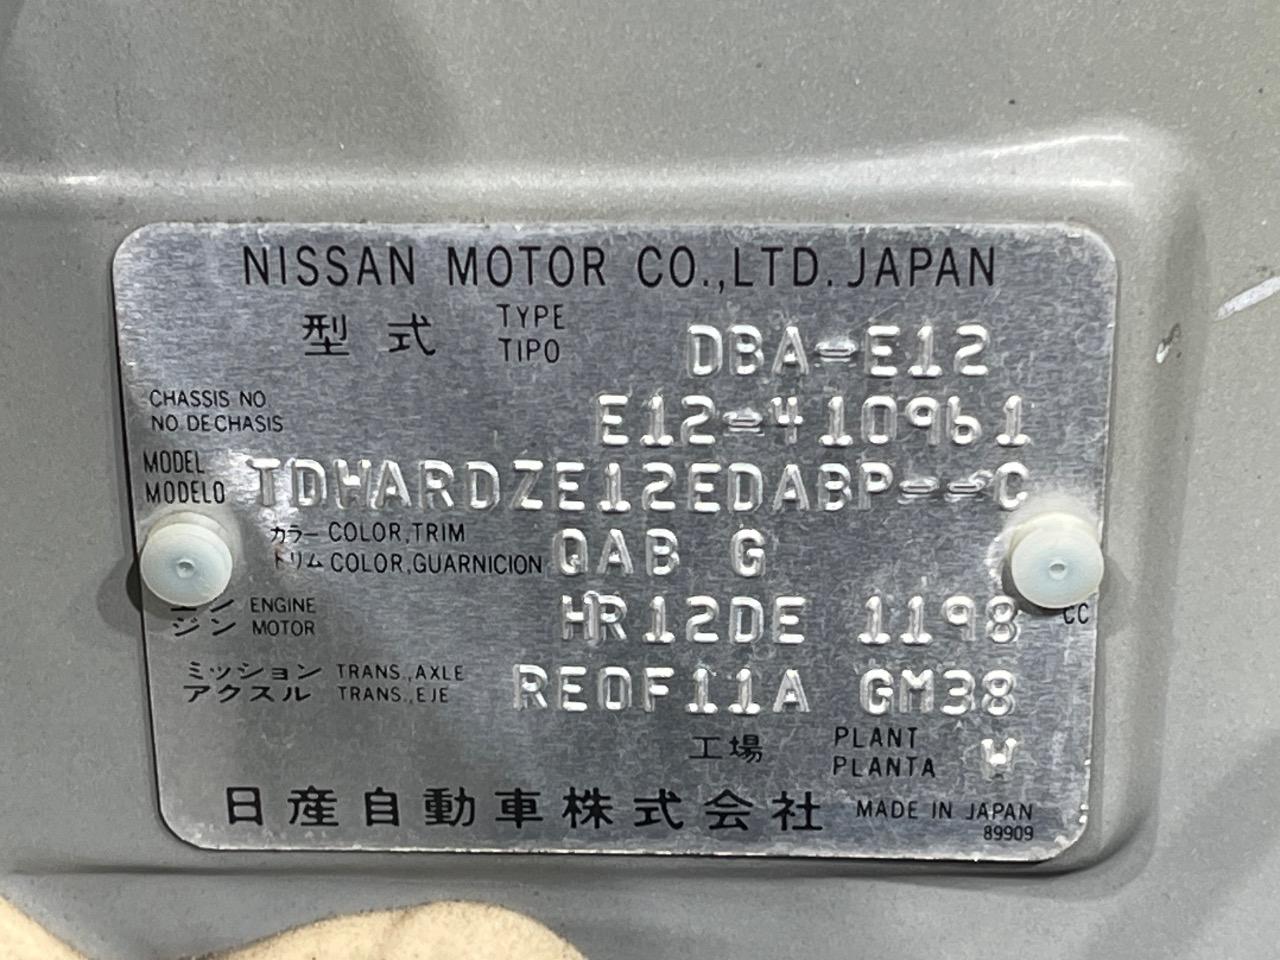 NISSAN MOTOR CO.,LTD. JAPAN
型式 TYPE TIPO DBA-E12
CHASSIS NO NO DE CHASIS E12-410961
MODEL MODELO TDHARDZE12EDABP--C
カラー COLOR,TRIM
トリム COLOR,GUARNICION QAB G
エン ENGINE
ジン MOTOR HR12DE 1198 CC
ミッション TRANS.,AXLE
アクスル TRANS.,EJE RE0F11A GM38
工場 PLANT PLANTA W
日産自動車株式会社 MADE IN JAPAN
89909